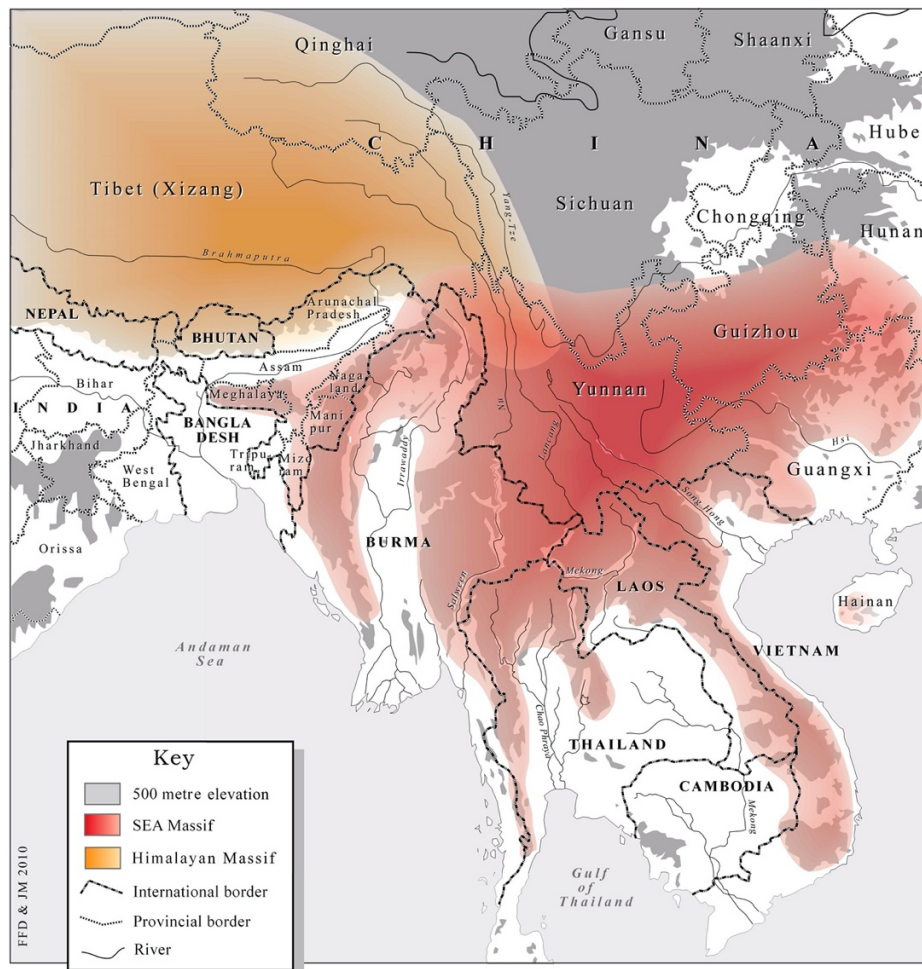 Qinghai
Gansu
Shaanxi
C H I N A
Hube
Tibet (Xizang)
Yang-Tze
Sichuan
Chongqing
Hunan
Brahmaputra
Arunachal
Pradesh
NEPAL
BHUTAN
Guizhou
Assam
Bihar
Naga
land
Meghalaya
Yunnan
INDIA
BANGLA
DESH
Mani
pur
Nu
Lancang
Jharkhand
Tripu
ram
Mizo
ram
Irrawaddy
Hsi
West
Bengal
Guangxi
Song Hong
Orissa
BURMA
Salween
Mekong
LAOS
Hainan
Andaman
Sea
VIETNAM
Chao Phraya
THAILAND
CAMBODIA
Mekong
Gulf
of
Thailand
Key
500 metre elevation
SEA Massif
Himalayan Massif
International border
Provincial border
River
FFD & JM 2010